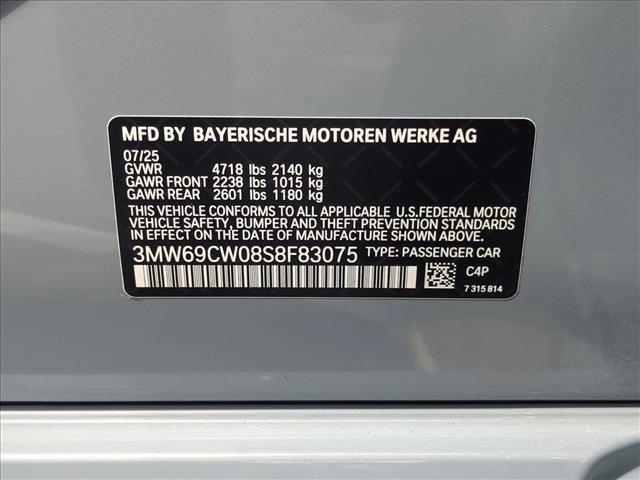 MFD BY BAYERISCHE MOTOREN WERKE AG
07/25
GVWR 4718 lbs 2140 kg
GAWR FRONT 2238 lbs 1015 kg
GAWR REAR 2601 lbs 1180 kg
THIS VEHICLE CONFORMS TO ALL APPLICABLE U.S.FEDERAL MOTOR
VEHICLE SAFETY, BUMPER, AND THEFT PREVENTION STANDARDS
IN EFFECT ON THE DATE OF MANUFACTURE SHOWN ABOVE.
3MW69CW08S8F83075 TYPE: PASSENGER CAR
C4P
7 315 814